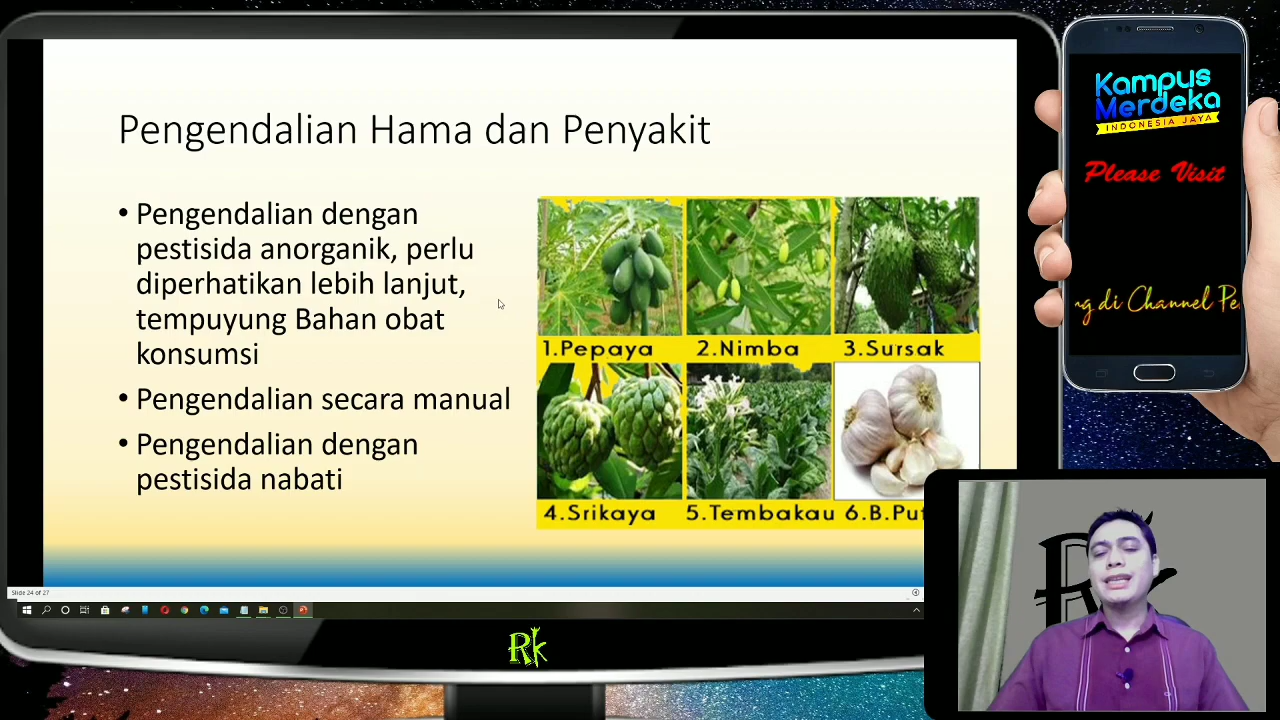 Pengendalian Hama dan Penyakit
• Pengendalian dengan
pestisida anorganik, perlu
diperhatikan lebih lanjut,
tempuyung Bahan obat
konsumsi
• Pengendalian secara manual
• Pengendalian dengan
pestisida nabati
1.Pepaya
2.Nimba
3.Sursak
4.Srikaya
5.Tembakau
6.B.Put
Slide 24 of 27
Rk
Kampus
Merdeka
INDONESIA JAYA
Please Visit
g di Channel Pe